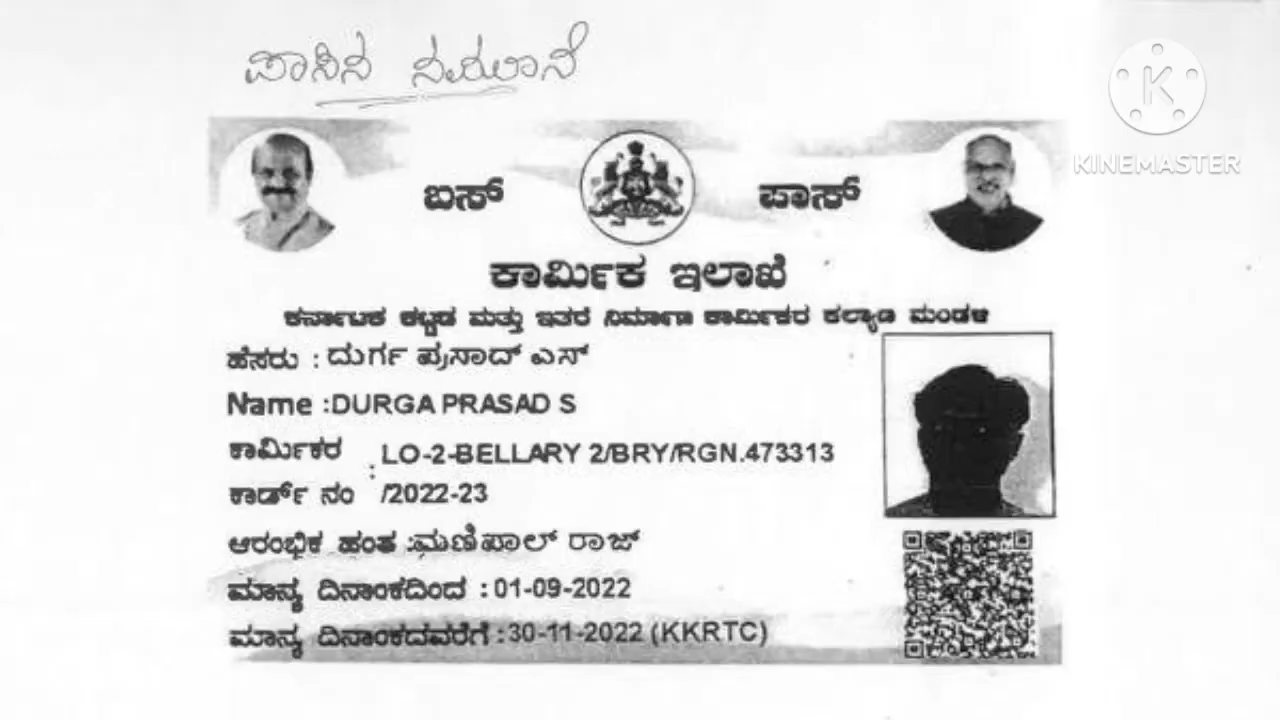 ಪಾಸಿನ ನಮೂನೆ
K
KINEMASTER
ಬಸ್ ಪಾಸ್
ಕಾರ್ಮಿಕ ಇಲಾಖೆ
ಕರ್ನಾಟಕ ಕಟ್ಟಡ ಮತ್ತು ಇತರೆ ನಿರ್ಮಾಣ ಕಾರ್ಮಿಕರ ಕಲ್ಯಾಣ ಮಂಡಳಿ
ಹೆಸರು : ದುರ್ಗ ಪ್ರಸಾದ್ ಎಸ್
Name :DURGA PRASAD S
ಕಾರ್ಮಿಕರ : LO-2-BELLARY 2/BRY/RGN.473313
ಕಾರ್ಡ್ ನಂ /2022-23
ಆರಂಭಿಕ ಹಂತ :ಮಣಿಪಾಲ್ ರಾಜ್
ಮಾನ್ಯ ದಿನಾಂಕದಿಂದ : 01-09-2022
ಮಾನ್ಯ ದಿನಾಂಕದವರೆಗೆ : 30-11-2022 (KKRTC)